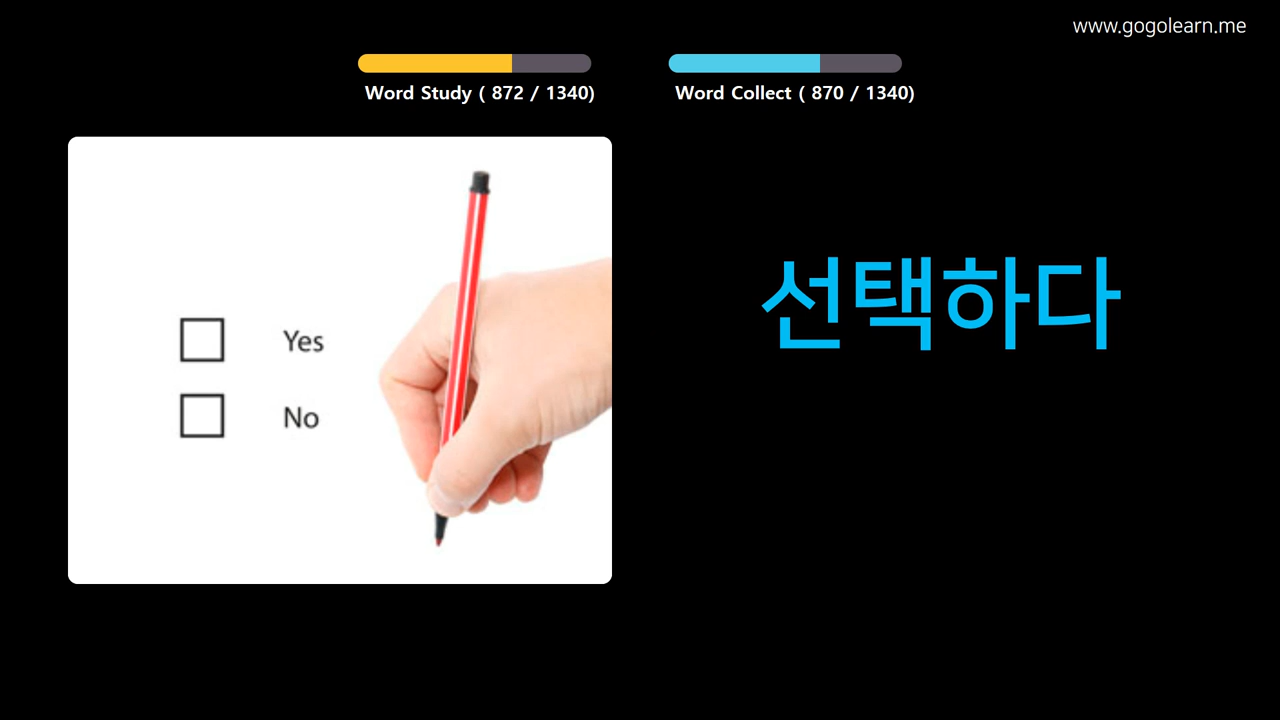 www.gogolearn.me
Word Study ( 872 / 1340)
Word Collect ( 870 / 1340)
Yes
No
선택하다